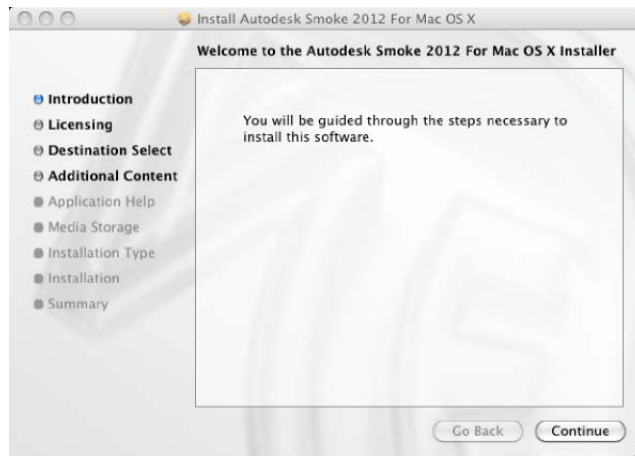 Install Autodesk Smoke 2012 For Mac OS X
Welcome to the Autodesk Smoke 2012 For Mac OS X Installer
Introduction
Licensing
Destination Select
Additional Content
Application Help
Media Storage
Installation Type
Installation
Summary
You will be guided through the steps necessary to
install this software.
Go Back
Continue